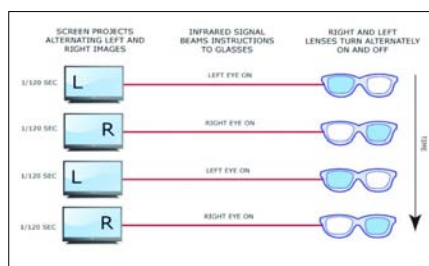 SCREEN PROJECTS
ALTERNATING LEFT AND
RIGHT IMAGES
INFRARED SIGNAL
BEAMS INSTRUCTIONS
TO GLASSES
RIGHT AND LEFT
LENSES TURN ALTERNATELY
ON AND OFF
1/120 SEC
L
LEFT EYE ON
1/120 SEC
R
RIGHT EYE ON
1/120 SEC
L
LEFT EYE ON
1/120 SEC
R
RIGHT EYE ON
TIME